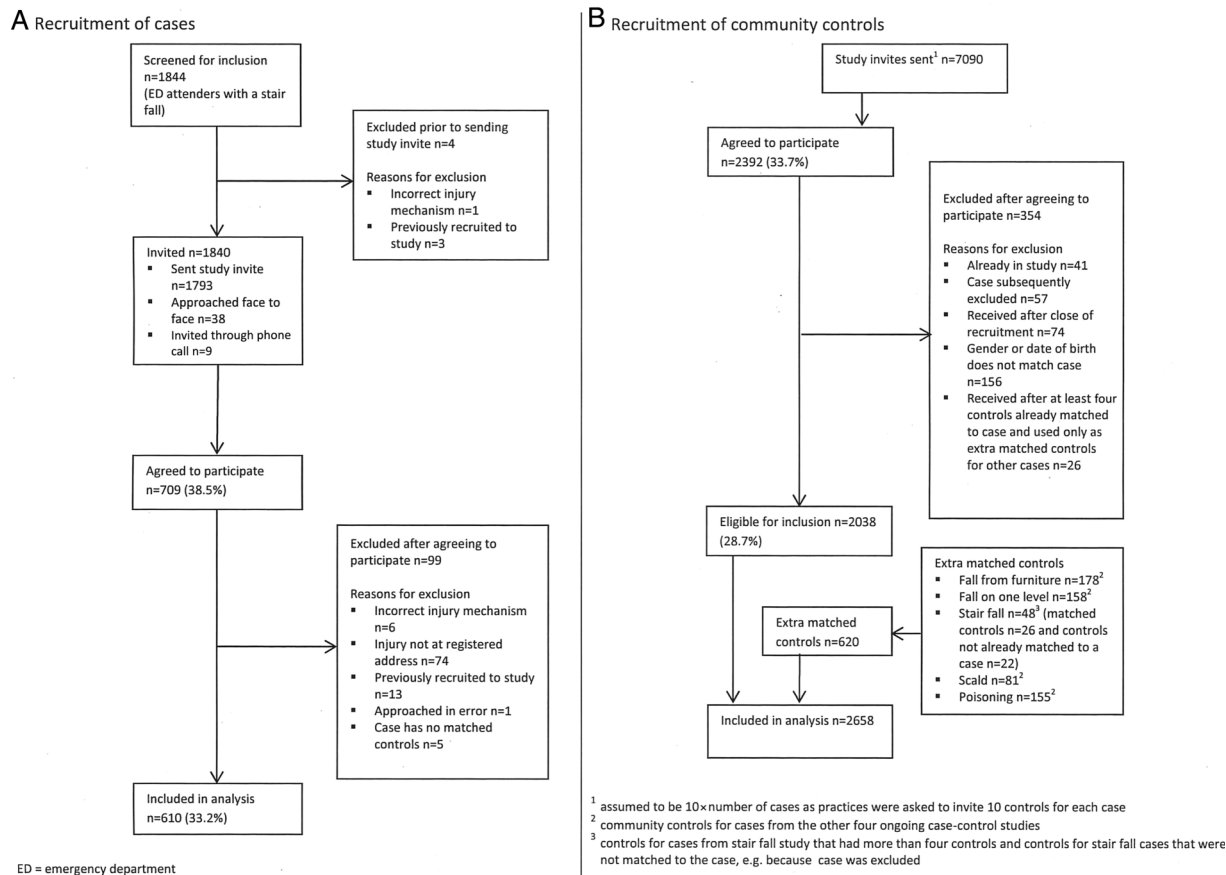 A Recruitment of cases
Screened for inclusion
n=1844
(ED attenders with a stair
fall)
Excluded prior to sending
study invite n=4
Reasons for exclusion
▪ Incorrect injury
mechanism n=1
▪ Previously recruited to
study n=3
Invited n=1840
▪ Sent study invite
n=1793
▪ Approached face to
face n=38
▪ Invited through phone
call n=9
Agreed to participate
n=709 (38.5%)
Excluded after agreeing to
participate n=99
Reasons for exclusion
▪ Incorrect injury mechanism
n=6
▪ Injury not at registered
address n=74
▪ Previously recruited to study
n=13
▪ Approached in error n=1
▪ Case has no matched
controls n=5
Included in analysis
n=610 (33.2%)
ED = emergency department
B Recruitment of community controls
Study invites sent¹ n=7090
Agreed to participate
n=2392 (33.7%)
Excluded after agreeing to
participate n=354
Reasons for exclusion
▪ Already in study n=41
▪ Case subsequently
excluded n=57
▪ Received after close of
recruitment n=74
▪ Gender or date of birth
does not match case
n=156
▪ Received after at least four
controls already matched
to case and used only as
extra matched controls
for other cases n=26
Eligible for inclusion n=2038
(28.7%)
Extra matched controls
▪ Fall from furniture n=178²
▪ Fall on one level n=158²
▪ Stair fall n=48³ (matched
controls n=26 and controls
not already matched to a
case n=22)
▪ Scald n=81²
▪ Poisoning n=155²
Extra matched
controls n=620
Included in analysis n=2658
¹ assumed to be 10×number of cases as practices were asked to invite 10 controls for each case
² community controls for cases from the other four ongoing case-control studies
³ controls for cases from stair fall study that had more than four controls and controls for stair fall cases that were
not matched to the case, e.g. because case was excluded